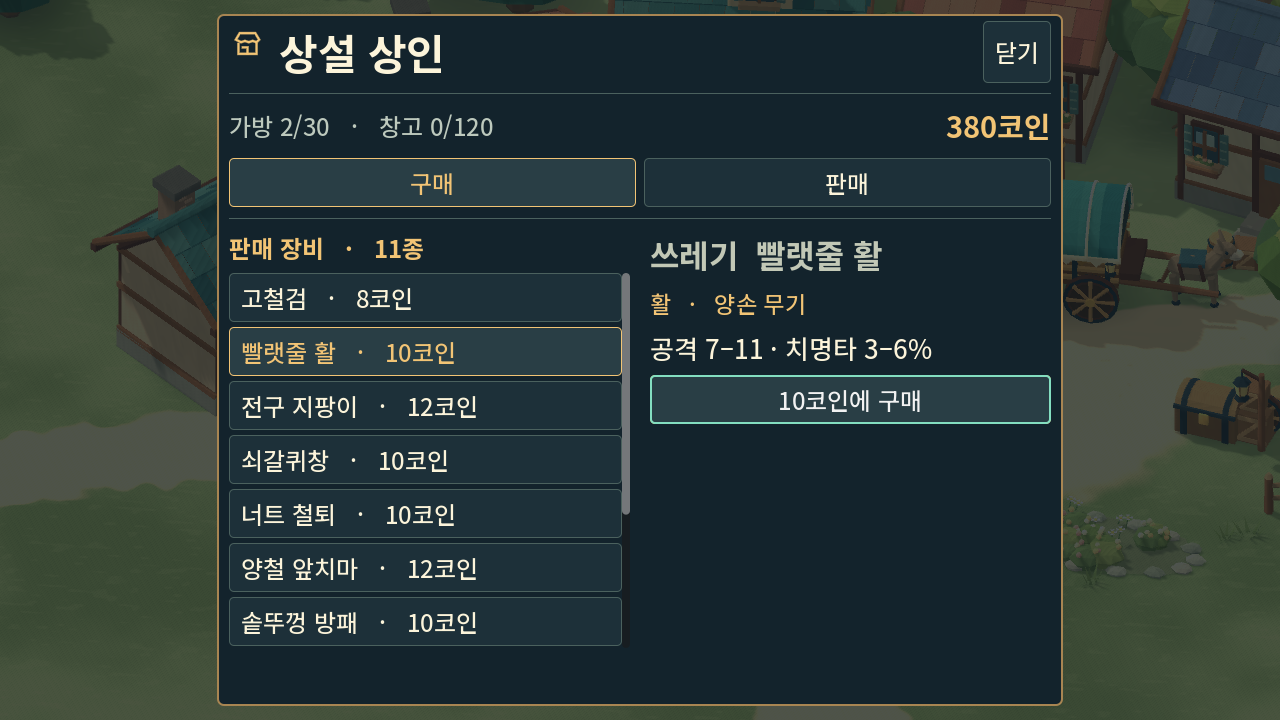 상설 상인
닫기
가방 2/30 · 창고 0/120
380코인
구매
판매
판매 장비 · 11종
고철검 · 8코인
빨랫줄 활 · 10코인
전구 지팡이 · 12코인
쇠갈퀴창 · 10코인
너트 철퇴 · 10코인
양철 앞치마 · 12코인
솥뚜껑 방패 · 10코인
쓰레기 빨랫줄 활
활 · 양손 무기
공격 7–11 · 치명타 3–6%
10코인에 구매